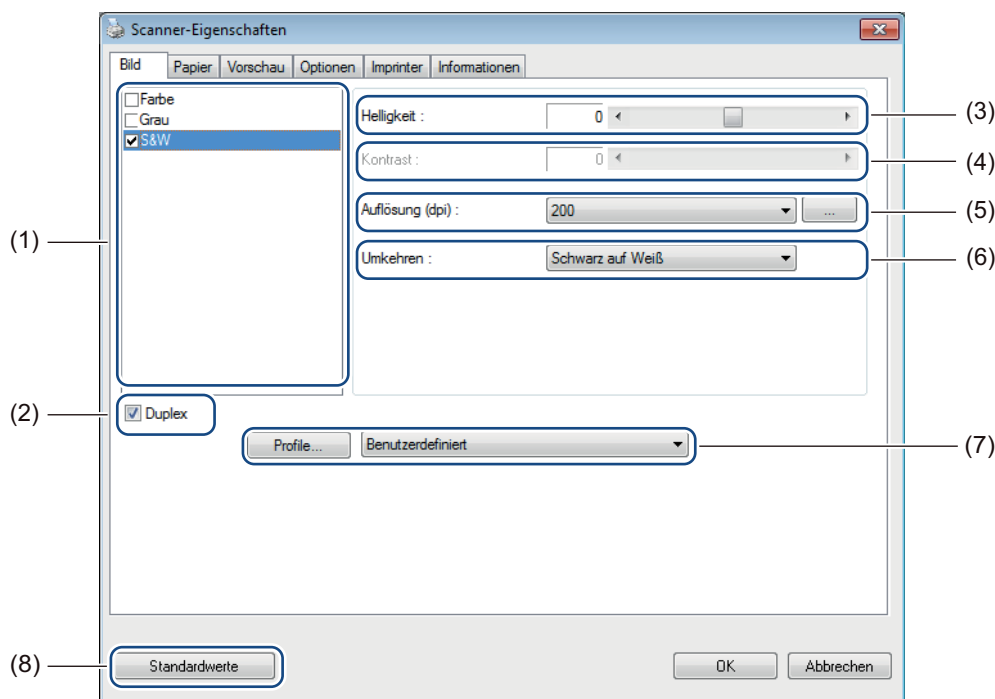 Scanner-Eigenschaften
Bild Papier Vorschau Optionen Imprinter Informationen
Farbe
Grau
S&W
Helligkeit : 0
(3)
Kontrast : 0
(4)
Auflösung (dpi) : 200 ...
(5)
(1)
Umkehren : Schwarz auf Weiß
(6)
(2)
Duplex
Profile... Benutzerdefiniert
(7)
(8)
Standardwerte OK Abbrechen